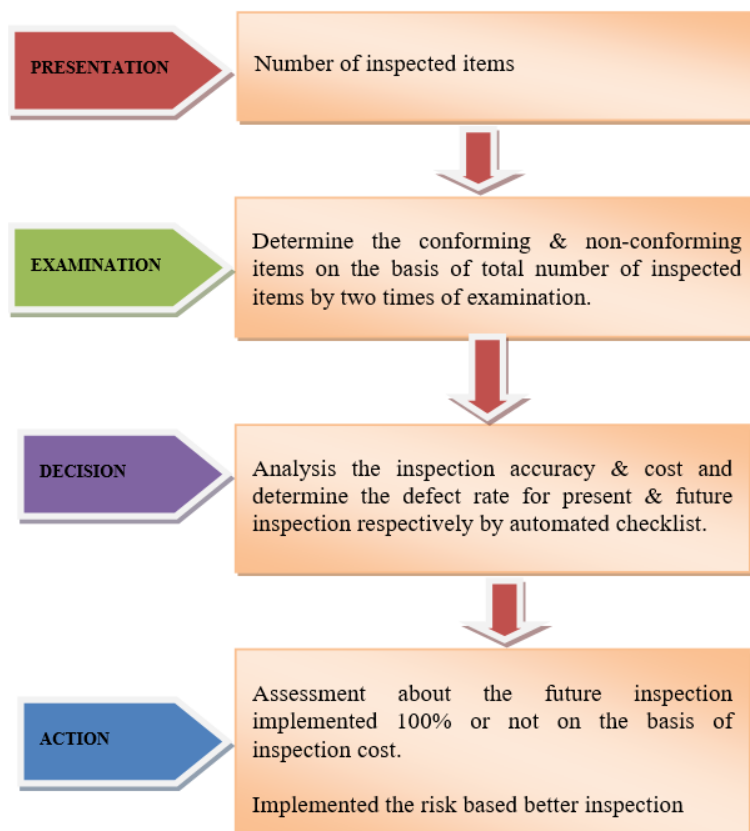 PRESENTATION
Number of inspected items
EXAMINATION
Determine the conforming & non-conforming
items on the basis of total number of inspected
items by two times of examination.
DECISION
Analysis the inspection accuracy & cost and
determine the defect rate for present & future
inspection respectively by automated checklist.
ACTION
Assessment about the future inspection
implemented 100% or not on the basis of
inspection cost.
Implemented the risk based better inspection